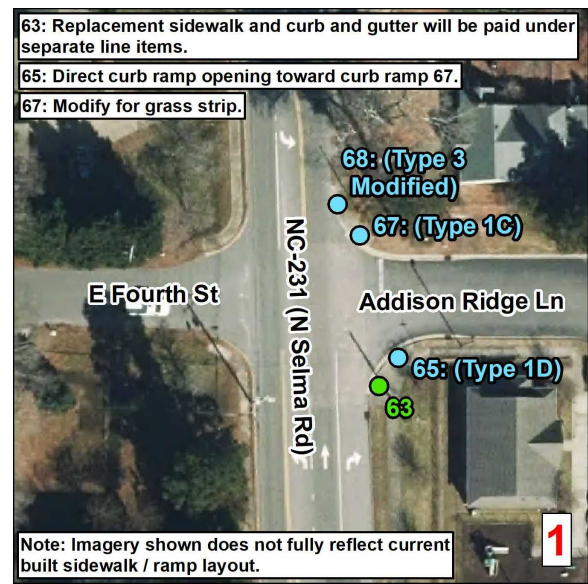 63: Replacement sidewalk and curb and gutter will be paid under
separate line items.
65: Direct curb ramp opening toward curb ramp 67.
67: Modify for grass strip.
68: (Type 3
Modified)
67: (Type 1C)
NC-231 (N Selma Rd)
E Fourth St
Addison Ridge Ln
65: (Type 1D)
63
Note: Imagery shown does not fully reflect current
built sidewalk / ramp layout.
1